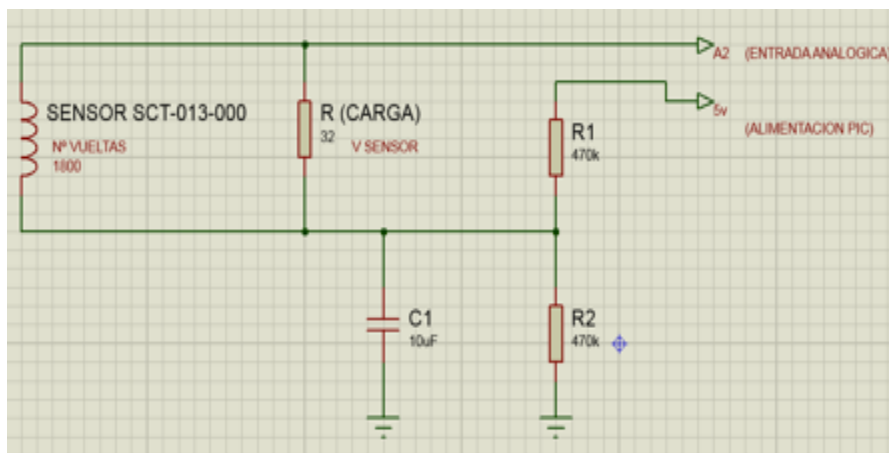 A2 (ENTRADA ANALOGICA)
SENSOR SCT-013-000
Nº VUELTAS
1800
R (CARGA)
32 V SENSOR
5v
(ALIMENTACION PIC)
R1
470k
C1
10uF
R2
470k